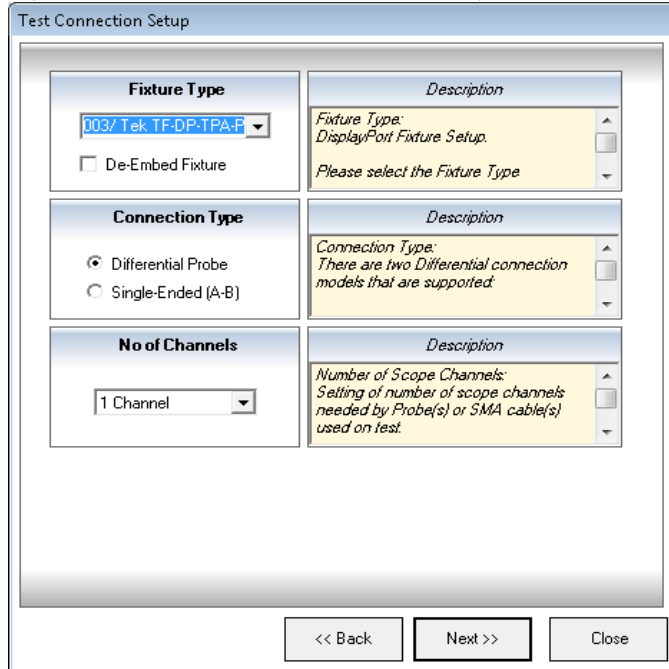 Test Connection Setup
Fixture Type
003/ Tek TF-DP-TPA-P
De-Embed Fixture
Description
Fixture Type:
DisplayPort Fixture Setup.
Please select the Fixture Type
Connection Type
Differential Probe
Single-Ended (A-B)
Description
Connection Type:
There are two Differential connection
models that are supported:
No of Channels
1 Channel
Description
Number of Scope Channels:
Setting of number of scope channels
needed by Probe(s) or SMA cable(s)
used on test.
<< Back
Next >>
Close